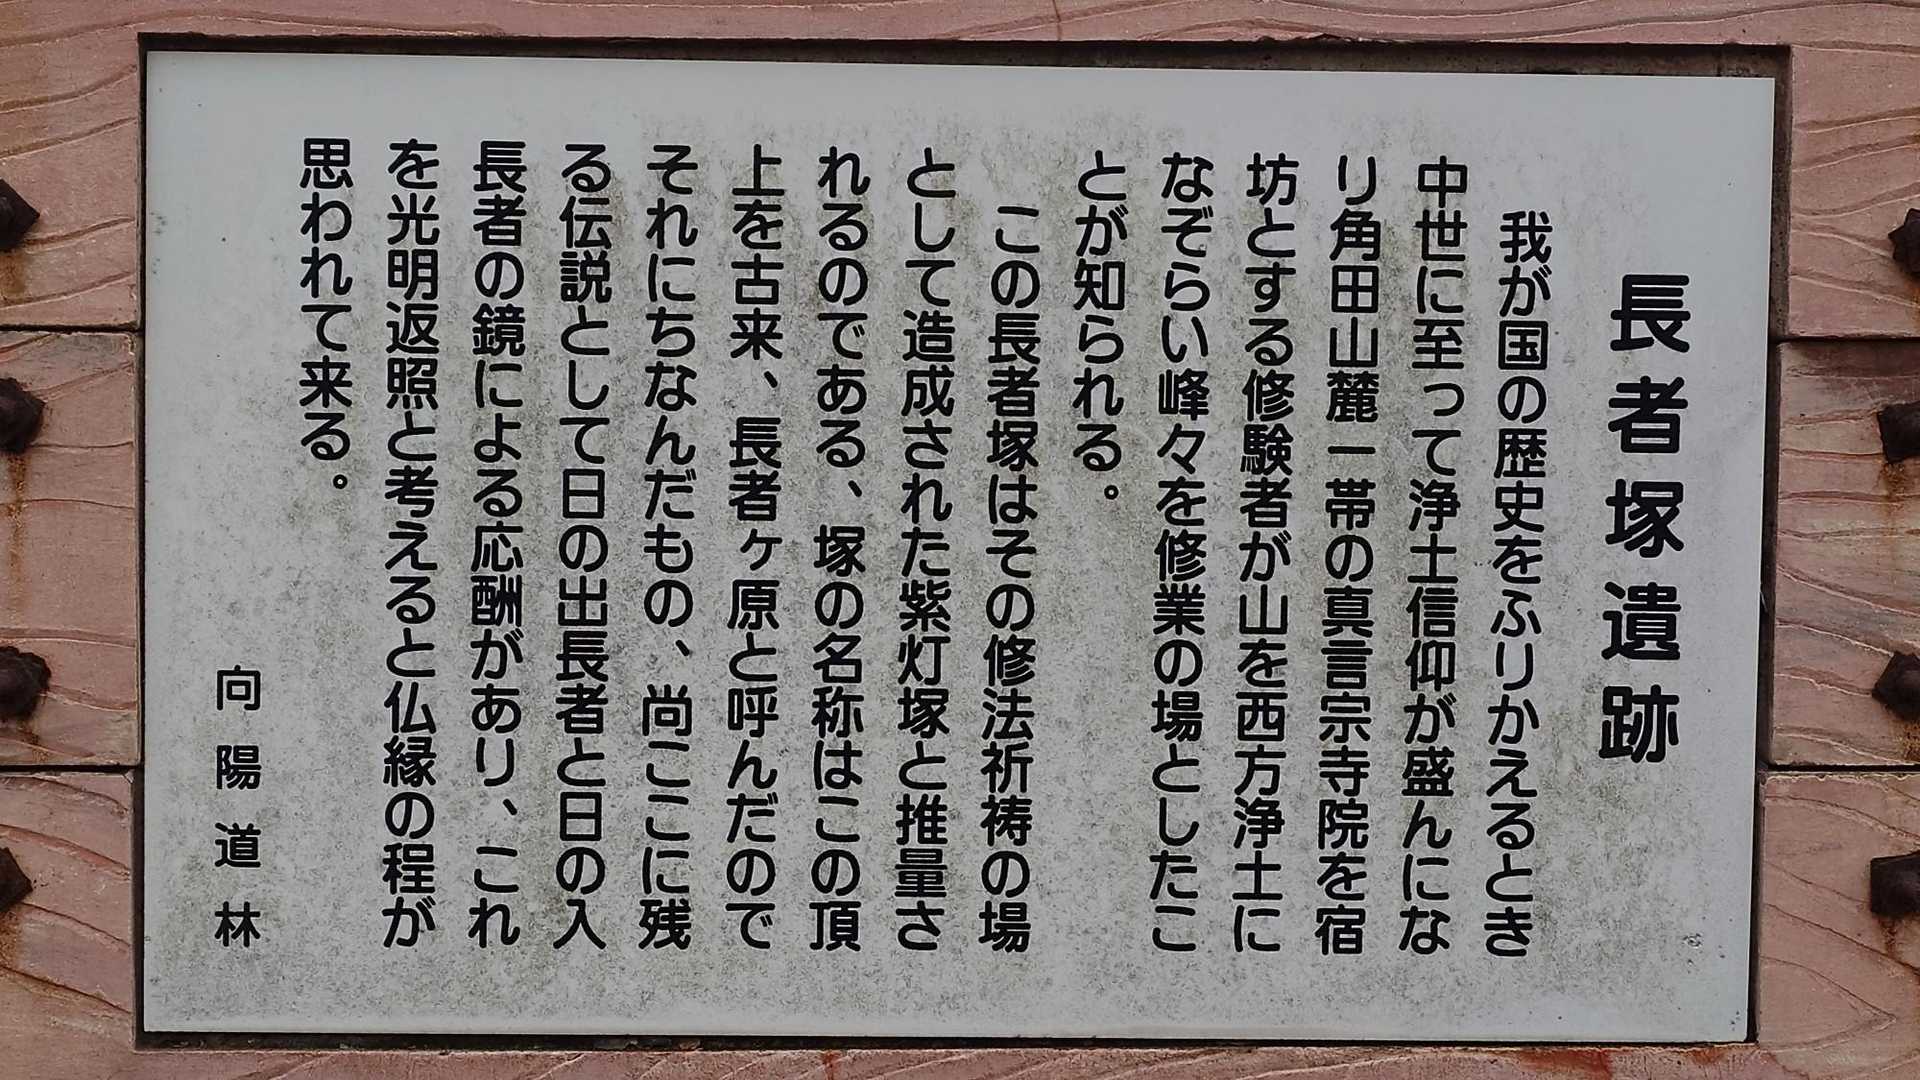 長者塚遺跡
我が国の歴史をふりかえるとき
中世に至って浄土信仰が盛んにな
り角田山麓一帯の真言宗寺院を宿
坊とする修験者が山を西方浄土に
なぞらい峰々を修業の場としたこ
とが知られる。
この長者塚はその修法祈祷の場
として造成された紫灯塚と推量さ
れるのである、塚の名称はこの頂
上を古来、長者ヶ原と呼んだので
それにちなんだもの、尚ここに残
る伝説として日の出長者と日の入
長者の鏡による応酬があり、これ
を光明返照と考えると仏縁の程が
思われて来る。
向陽道林